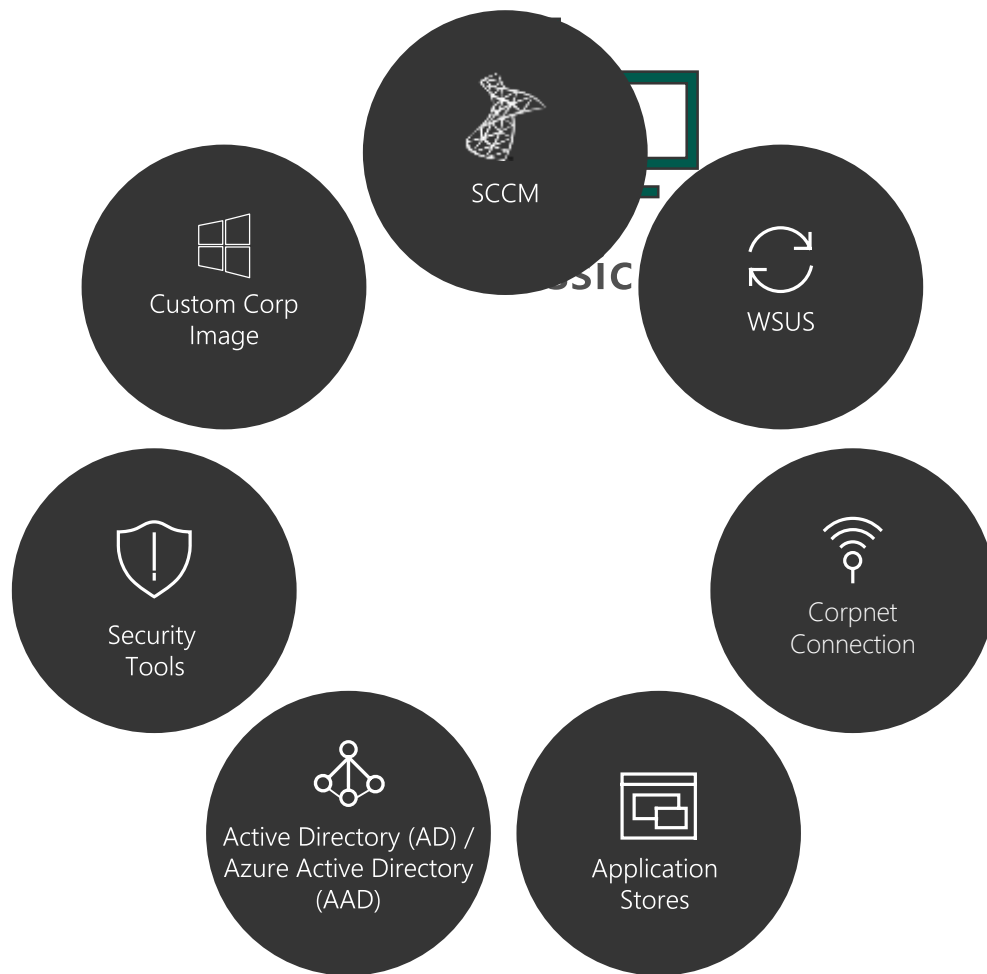 SCCM
Custom Corp
Image
WSUS
Security
Tools
Corpnet
Connection
Active Directory (AD) /
Azure Active Directory
(AAD)
Application
Stores